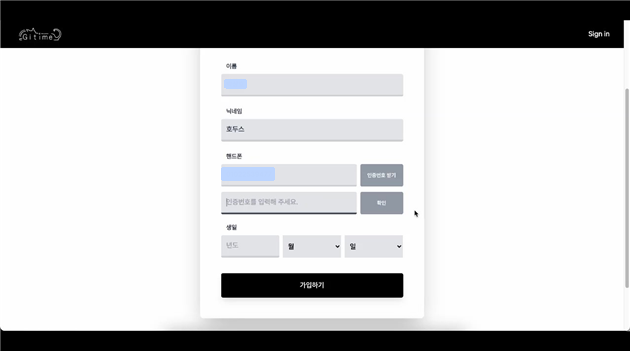 Gitime
Sign in
이름
닉네임
호두스
핸드폰
인증번호 받기
인증번호를 입력해 주세요.
확인
생일
년도
월
일
가입하기